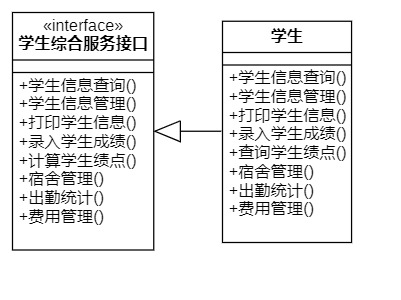 «interface»
学生综合服务接口
+学生信息查询()
+学生信息管理()
+打印学生信息()
+录入学生成绩()
+计算学生绩点()
+宿舍管理()
+出勤统计()
+费用管理()
学生
+学生信息查询()
+学生信息管理()
+打印学生信息()
+录入学生成绩()
+查询学生绩点()
+宿舍管理()
+出勤统计()
+费用管理()